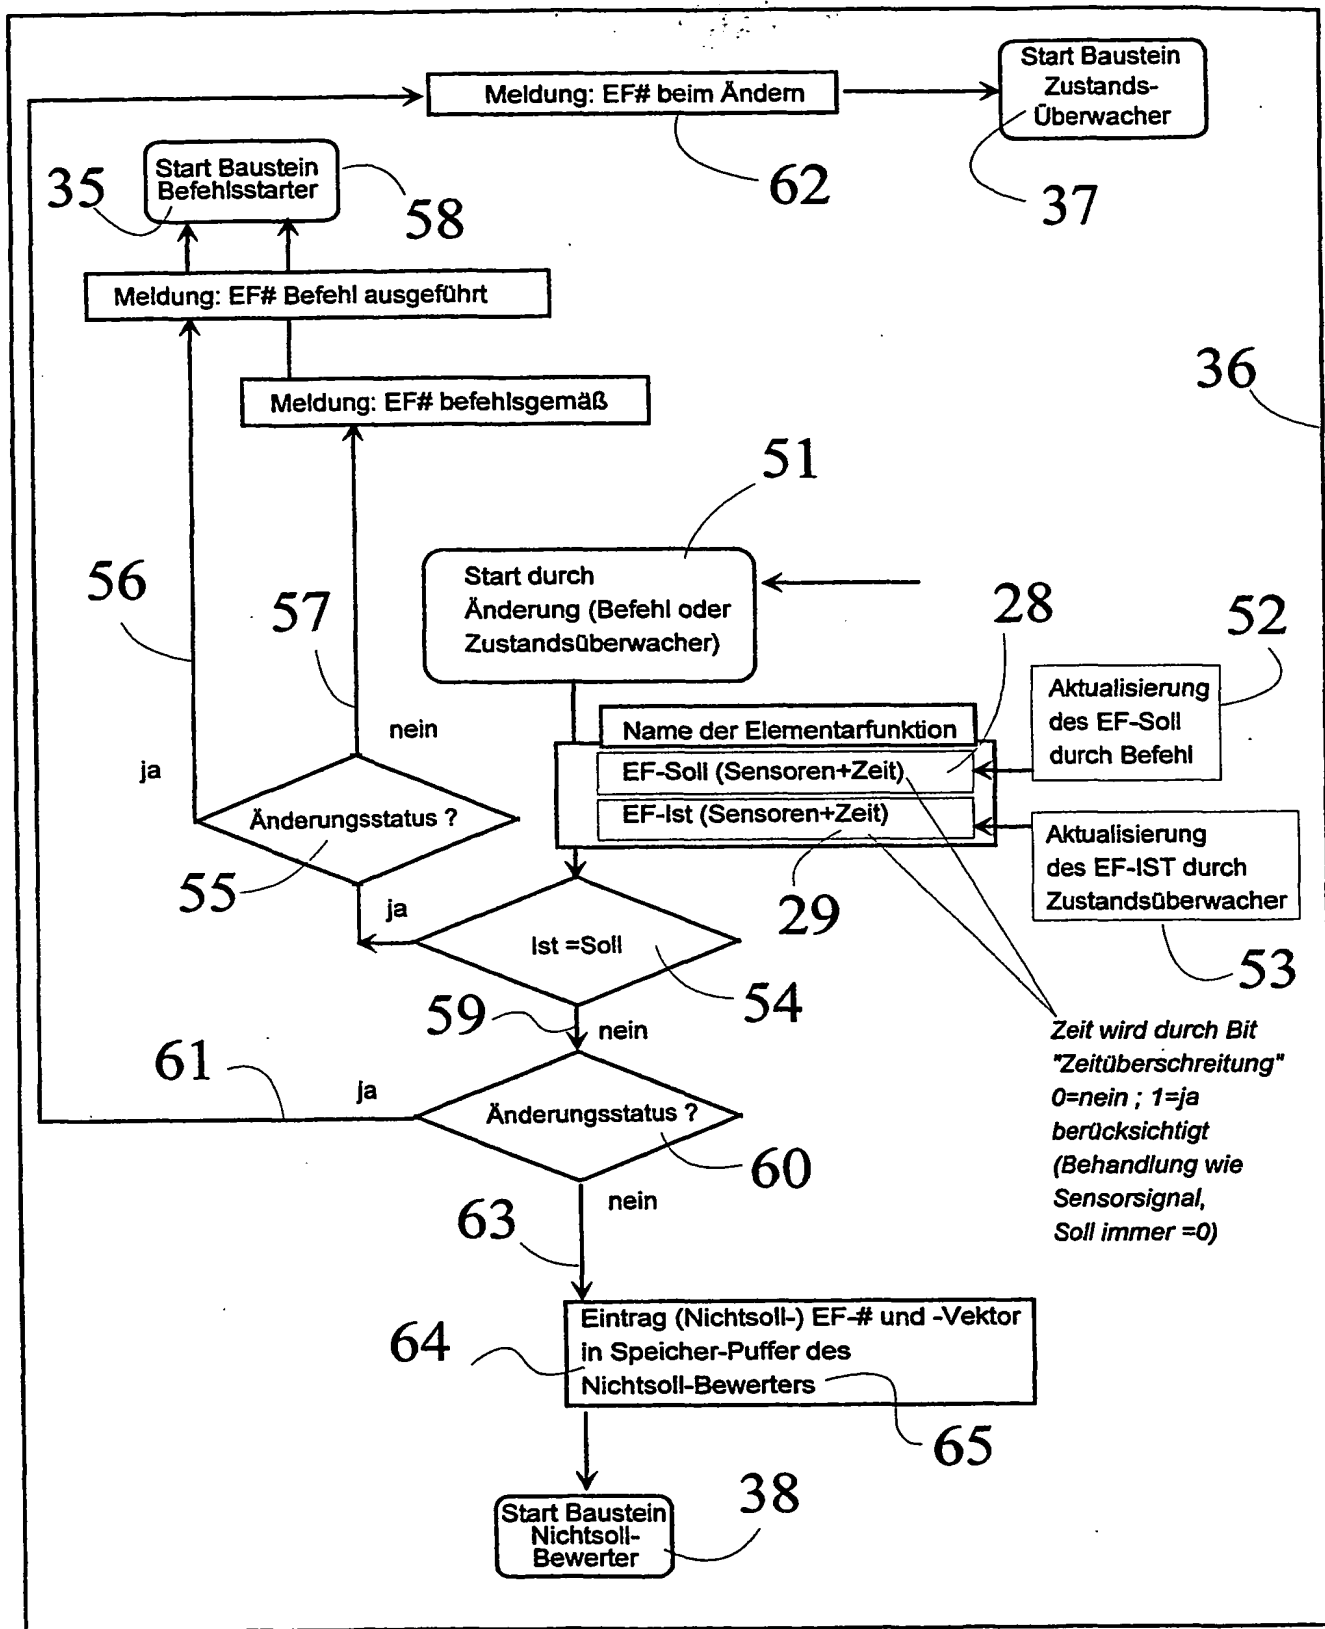 Meldung: EF# beim Ändern
Start Baustein
Zustands-
Überwacher
62
37
Start Baustein
Befehlsstarter
35
58
Meldung: EF# Befehl ausgeführt
Meldung: EF# befehlsgemäß
36
51
Start durch
Änderung (Befehl oder
Zustandsüberwacher)
56
57
28
52
Aktualisierung
des EF-Soll
durch Befehl
Name der Elementarfunktion
EF-Soll (Sensoren+Zeit)
EF-Ist (Sensoren+Zeit)
nein
ja
Änderungsstatus ?
55
Aktualisierung
des EF-IST durch
Zustandsüberwacher
29
53
ja
Ist =Soll
54
59
nein
Zeit wird durch Bit
"Zeitüberschreitung"
0=nein ; 1=ja
berücksichtigt
(Behandlung wie
Sensorsignal,
Soll immer =0)
61
ja
Änderungsstatus ?
60
nein
63
Eintrag (Nichtsoll-) EF-# und -Vektor
in Speicher-Puffer des
Nichtsoll-Bewerters
64
65
Start Baustein
Nichtsoll-
Bewerter
38